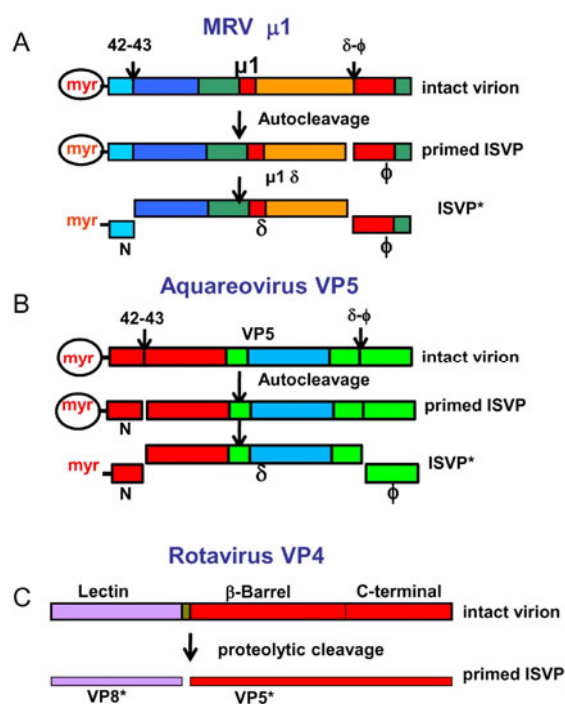 A
MRV μ1
42-43
μ1
δ-ϕ
myr
intact virion
Autocleavage
myr
primed ISVP
ϕ
μ1 δ
ISVP*
myr
N
δ
ϕ
Aquareovirus VP5
B
42-43
VP5
δ-ϕ
myr
intact virion
Autocleavage
myr
primed ISVP
N
ISVP*
myr
N
δ
ϕ
Rotavirus VP4
C
Lectin
β-Barrel
C-terminal
intact virion
proteolytic cleavage
primed ISVP
VP8*
VP5*